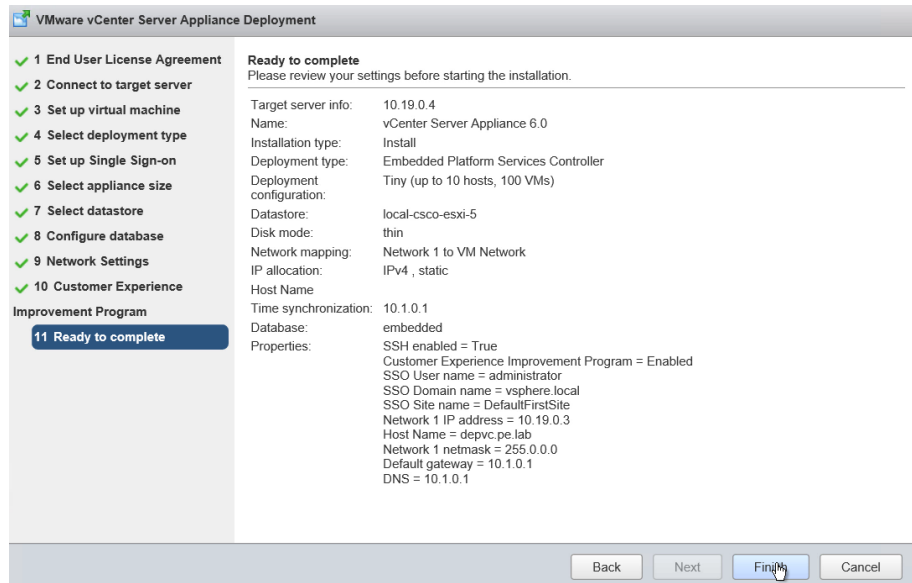 VMware vCenter Server Appliance Deployment
1 End User License Agreement
2 Connect to target server
3 Set up virtual machine
4 Select deployment type
5 Set up Single Sign-on
6 Select appliance size
7 Select datastore
8 Configure database
9 Network Settings
10 Customer Experience
Improvement Program
11 Ready to complete
Ready to complete
Please review your settings before starting the installation.
Target server info: 10.19.0.4
Name: vCenter Server Appliance 6.0
Installation type: Install
Deployment type: Embedded Platform Services Controller
Deployment Tiny (up to 10 hosts, 100 VMs)
configuration:
Datastore: local-csco-esxi-5
Disk mode: thin
Network mapping: Network 1 to VM Network
IP allocation: IPv4 , static
Host Name
Time synchronization: 10.1.0.1
Database: embedded
Properties: SSH enabled = True
Customer Experience Improvement Program = Enabled
SSO User name = administrator
SSO Domain name = vsphere.local
SSO Site name = DefaultFirstSite
Network 1 IP address = 10.19.0.3
Host Name = depvc.pe.lab
Network 1 netmask = 255.0.0.0
Default gateway = 10.1.0.1
DNS = 10.1.0.1
Back Next Finish Cancel